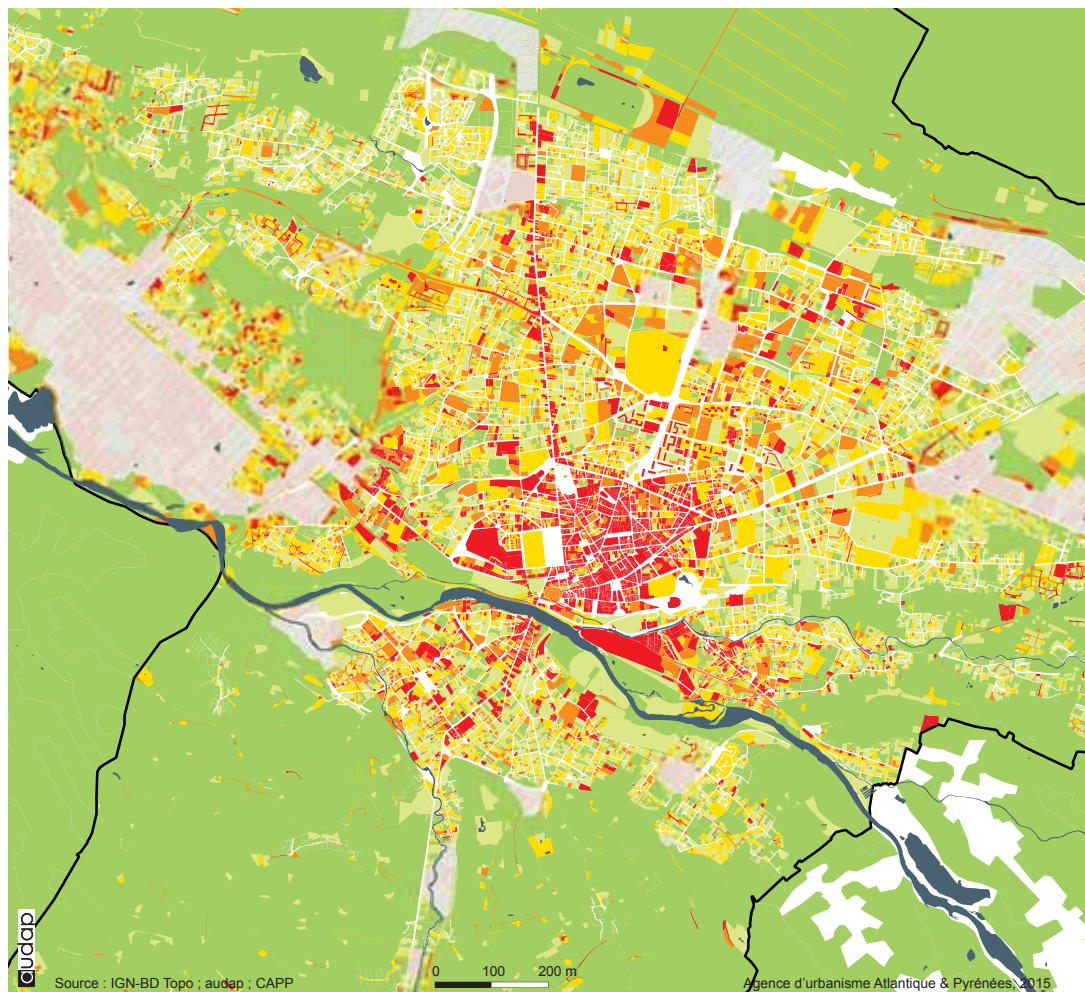 audap
Source : IGN-BD Topo ; audap ; CAPP
0 100 200 m
Agence d'urbanisme Atlantique & Pyrénées, 2015